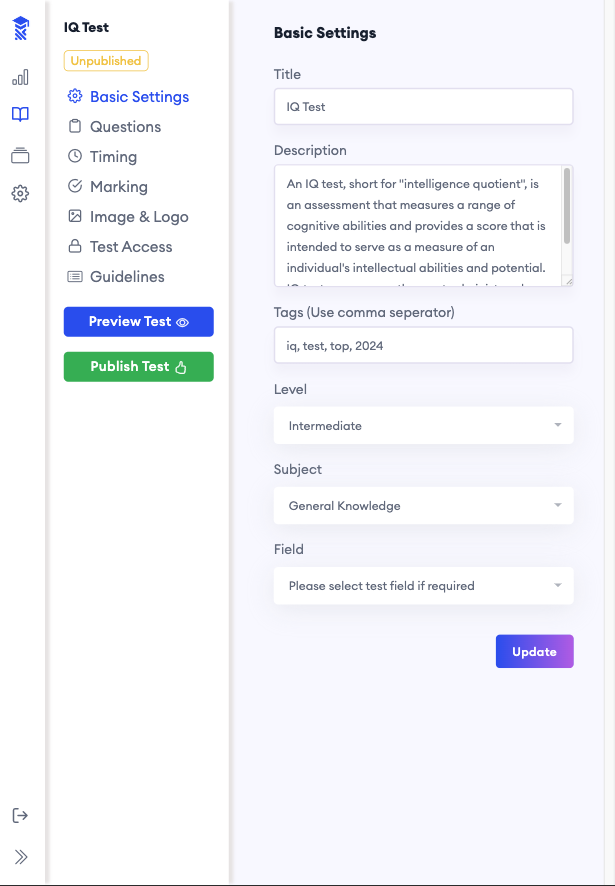 IQ Test
Unpublished
Basic Settings
Questions
Timing
Marking
Image & Logo
Test Access
Guidelines
Preview Test
Publish Test
Basic Settings
Title
IQ Test
Description
An IQ test, short for "intelligence quotient", is
an assessment that measures a range of
cognitive abilities and provides a score that is
intended to serve as a measure of an
individual's intellectual abilities and potential.
Tags (Use comma seperator)
iq, test, top, 2024
Level
Intermediate
Subject
General Knowledge
Field
Please select test field if required
Update